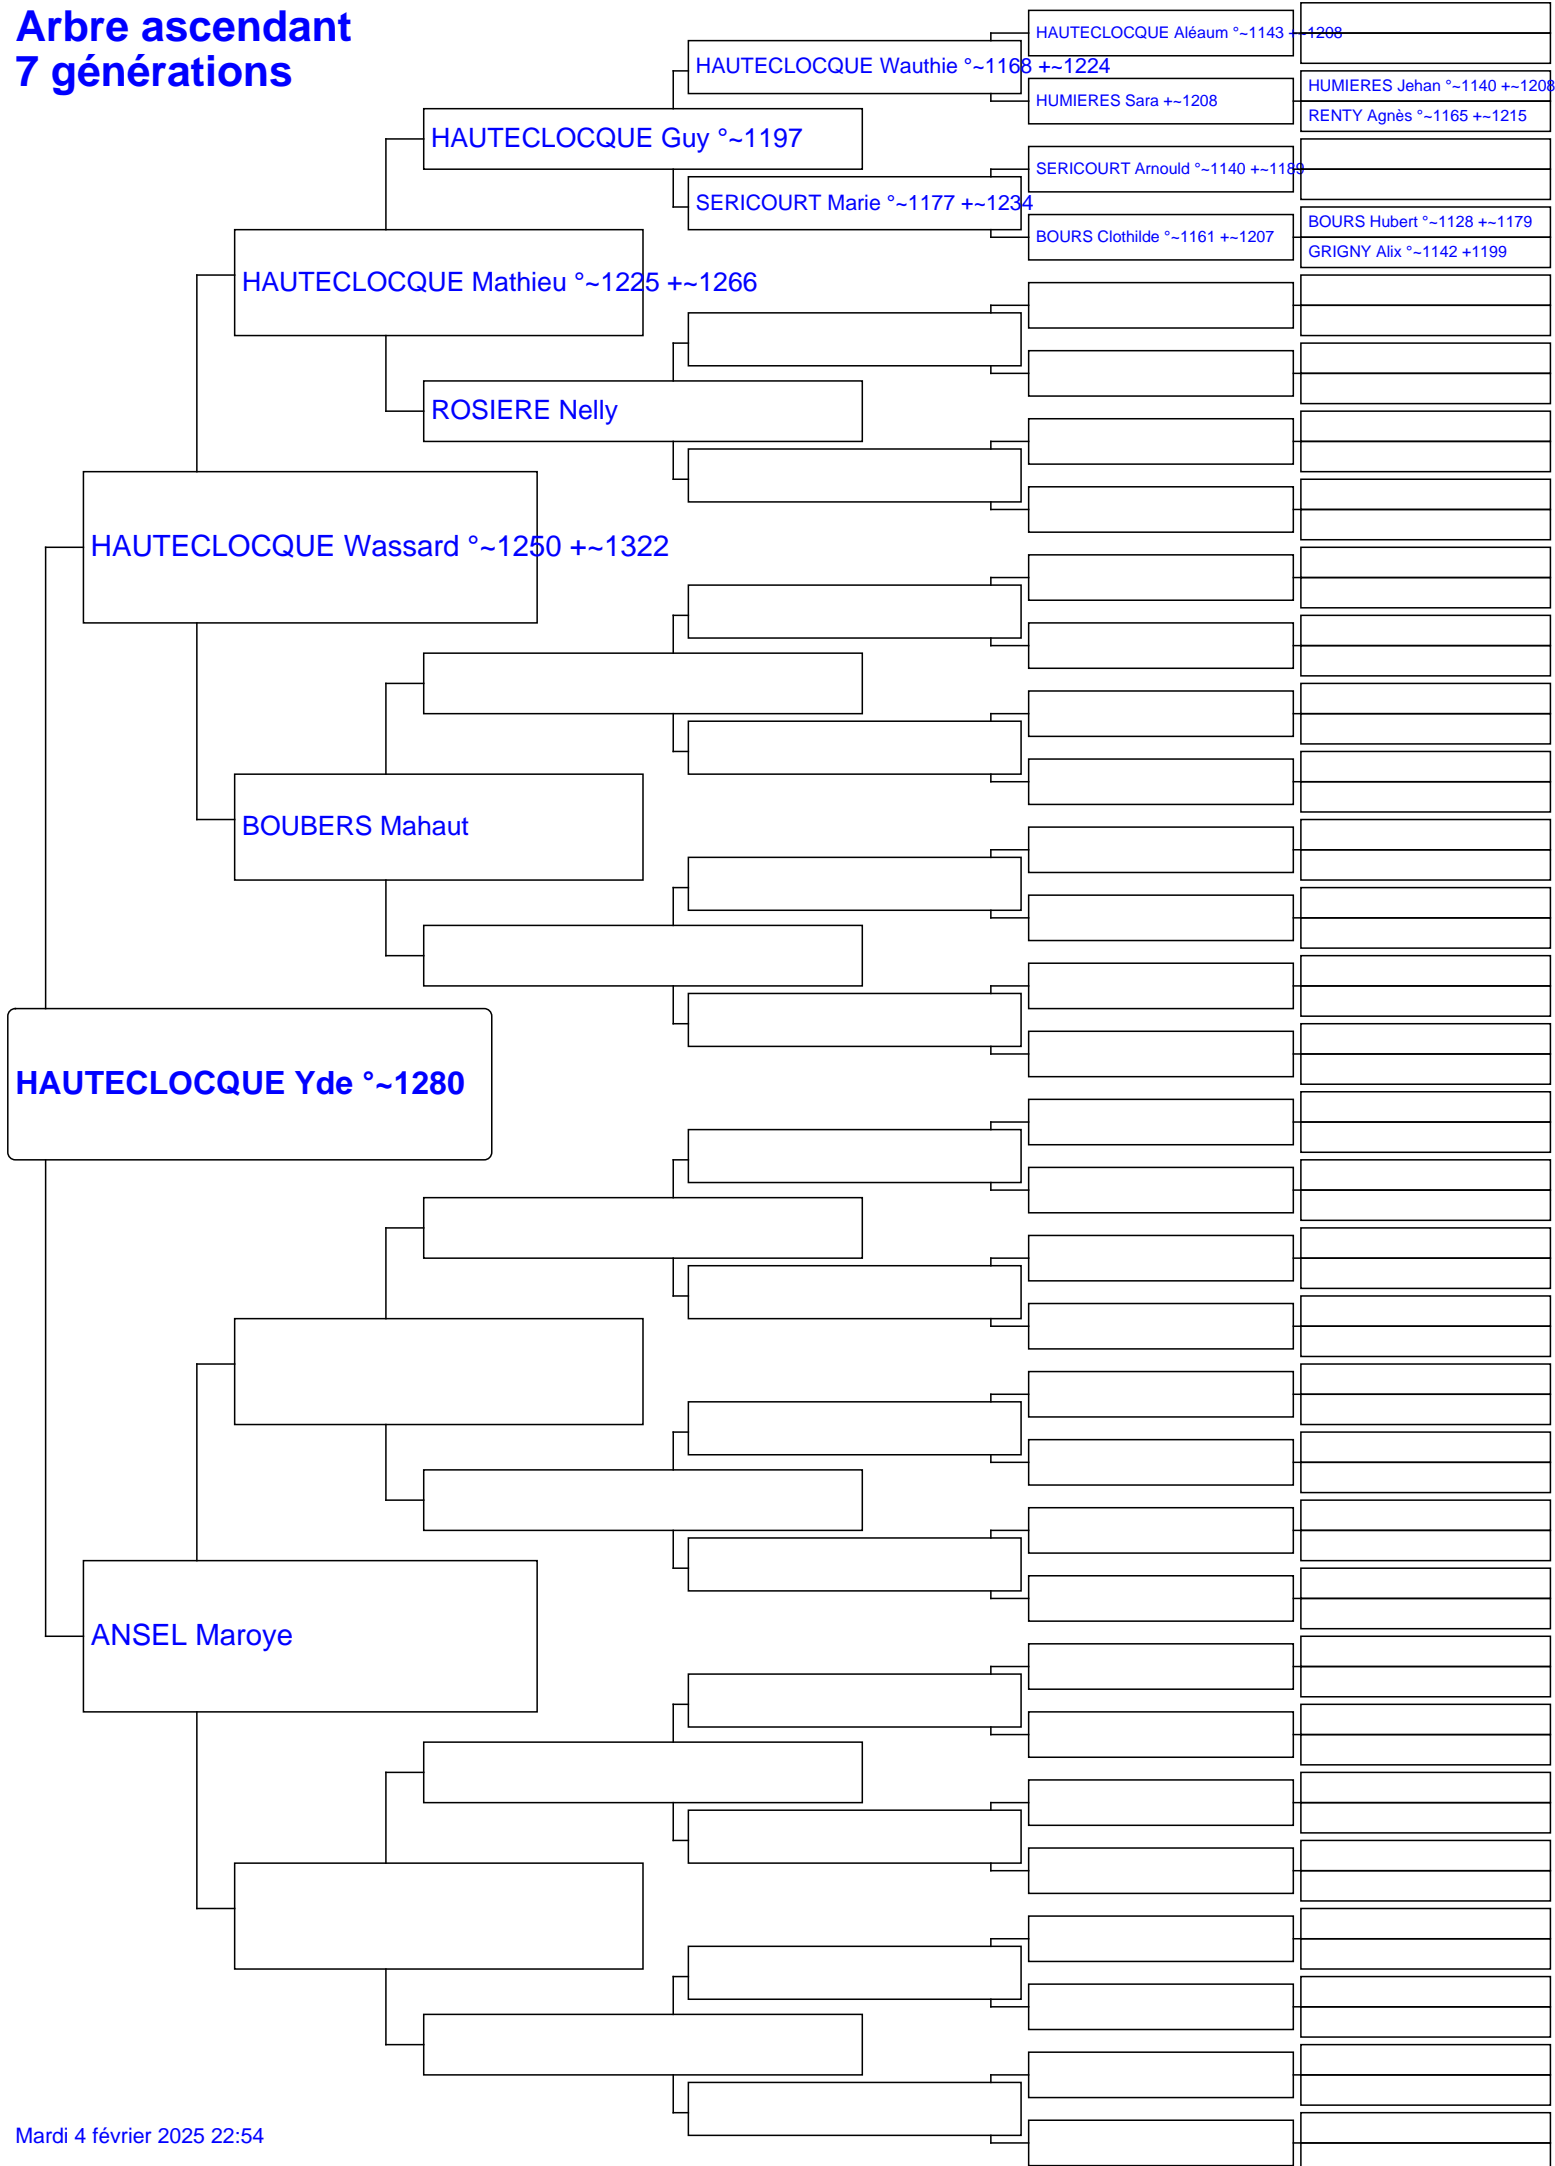 Arbre ascendant
7 générations
HAUTECLOCQUE Aléaum °~1143 +~1208
HAUTECLOCQUE Wauthie °~1168 +~1224
HUMIERES Jehan °~1140 +~1208
HUMIERES Sara +~1208
RENTY Agnès °~1165 +~1215
HAUTECLOCQUE Guy °~1197
SERICOURT Arnould °~1140 +~1189
SERICOURT Marie °~1177 +~1234
BOURS Hubert °~1128 +~1179
BOURS Clothilde °~1161 +~1207
GRIGNY Alix °~1142 +1199
HAUTECLOCQUE Mathieu °~1225 +~1266
ROSIERE Nelly
HAUTECLOCQUE Wassard °~1250 +~1322
BOUBERS Mahaut
HAUTECLOCQUE Yde °~1280
ANSEL Maroye
Mardi 4 février 2025 22:54